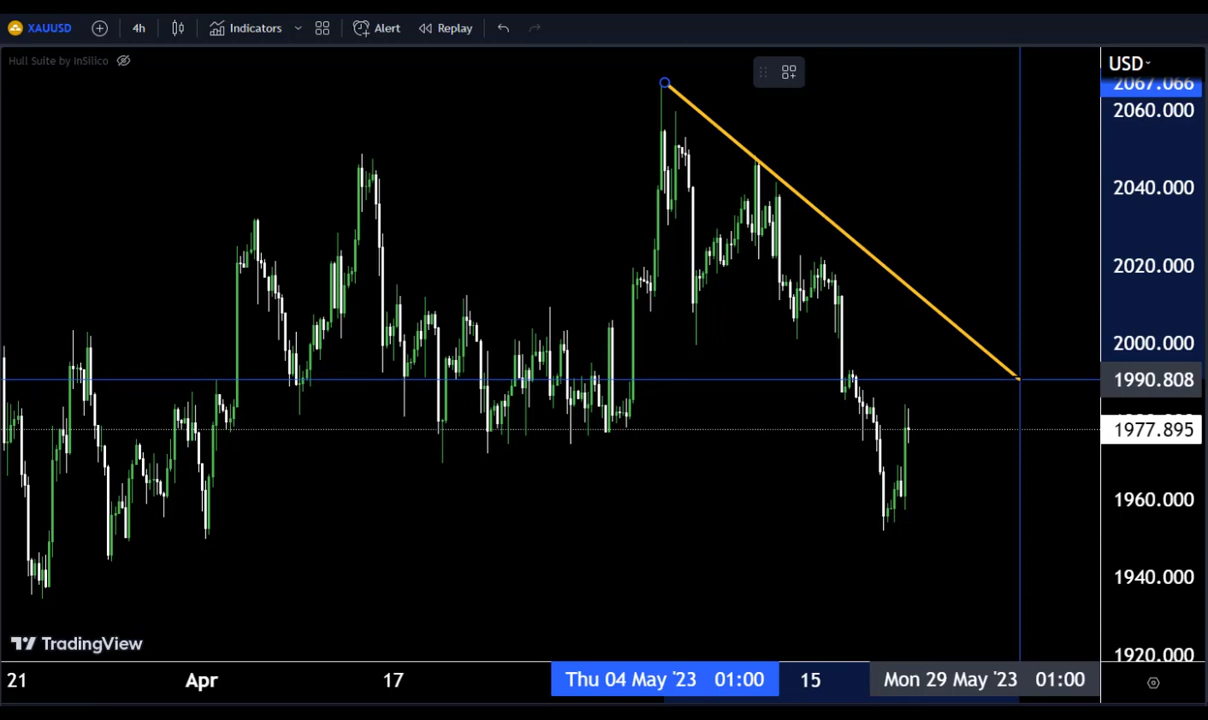 XAUUSD 4h Indicators Alert Replay
Hull Suite by InSilico
USD
2067.066
2060.000
2040.000
2020.000
2000.000
1990.808
1977.895
1960.000
1940.000
1920.000
TradingView
21 Apr 17 Thu 04 May '23 01:00 15 Mon 29 May '23 01:00